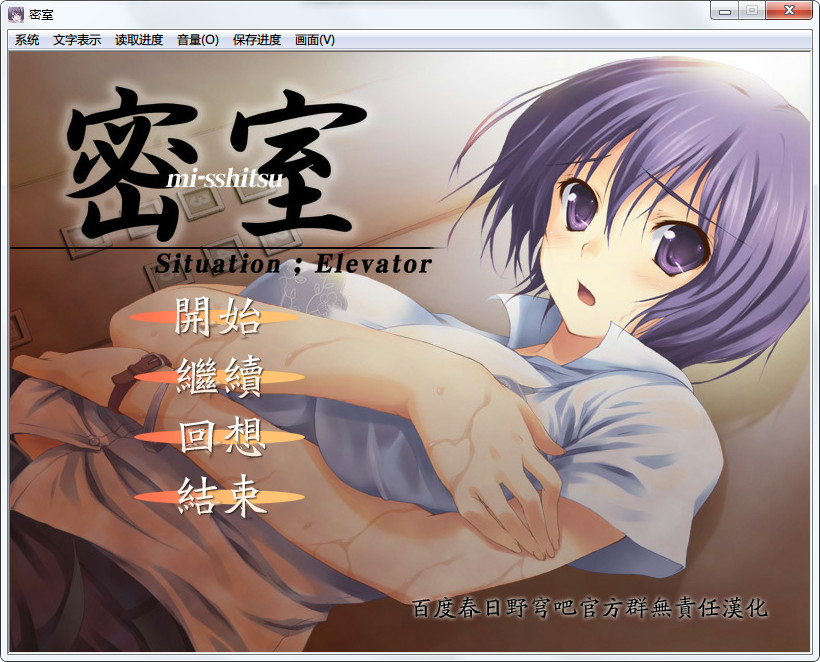 密室
系统 文字表示 读取进度 音量(O) 保存进度 画面(V)
密室
mi-sshitsu
Situation ; Elevator
開始
繼續
回想
結束
百度春日野穹吧官方群無責任漢化